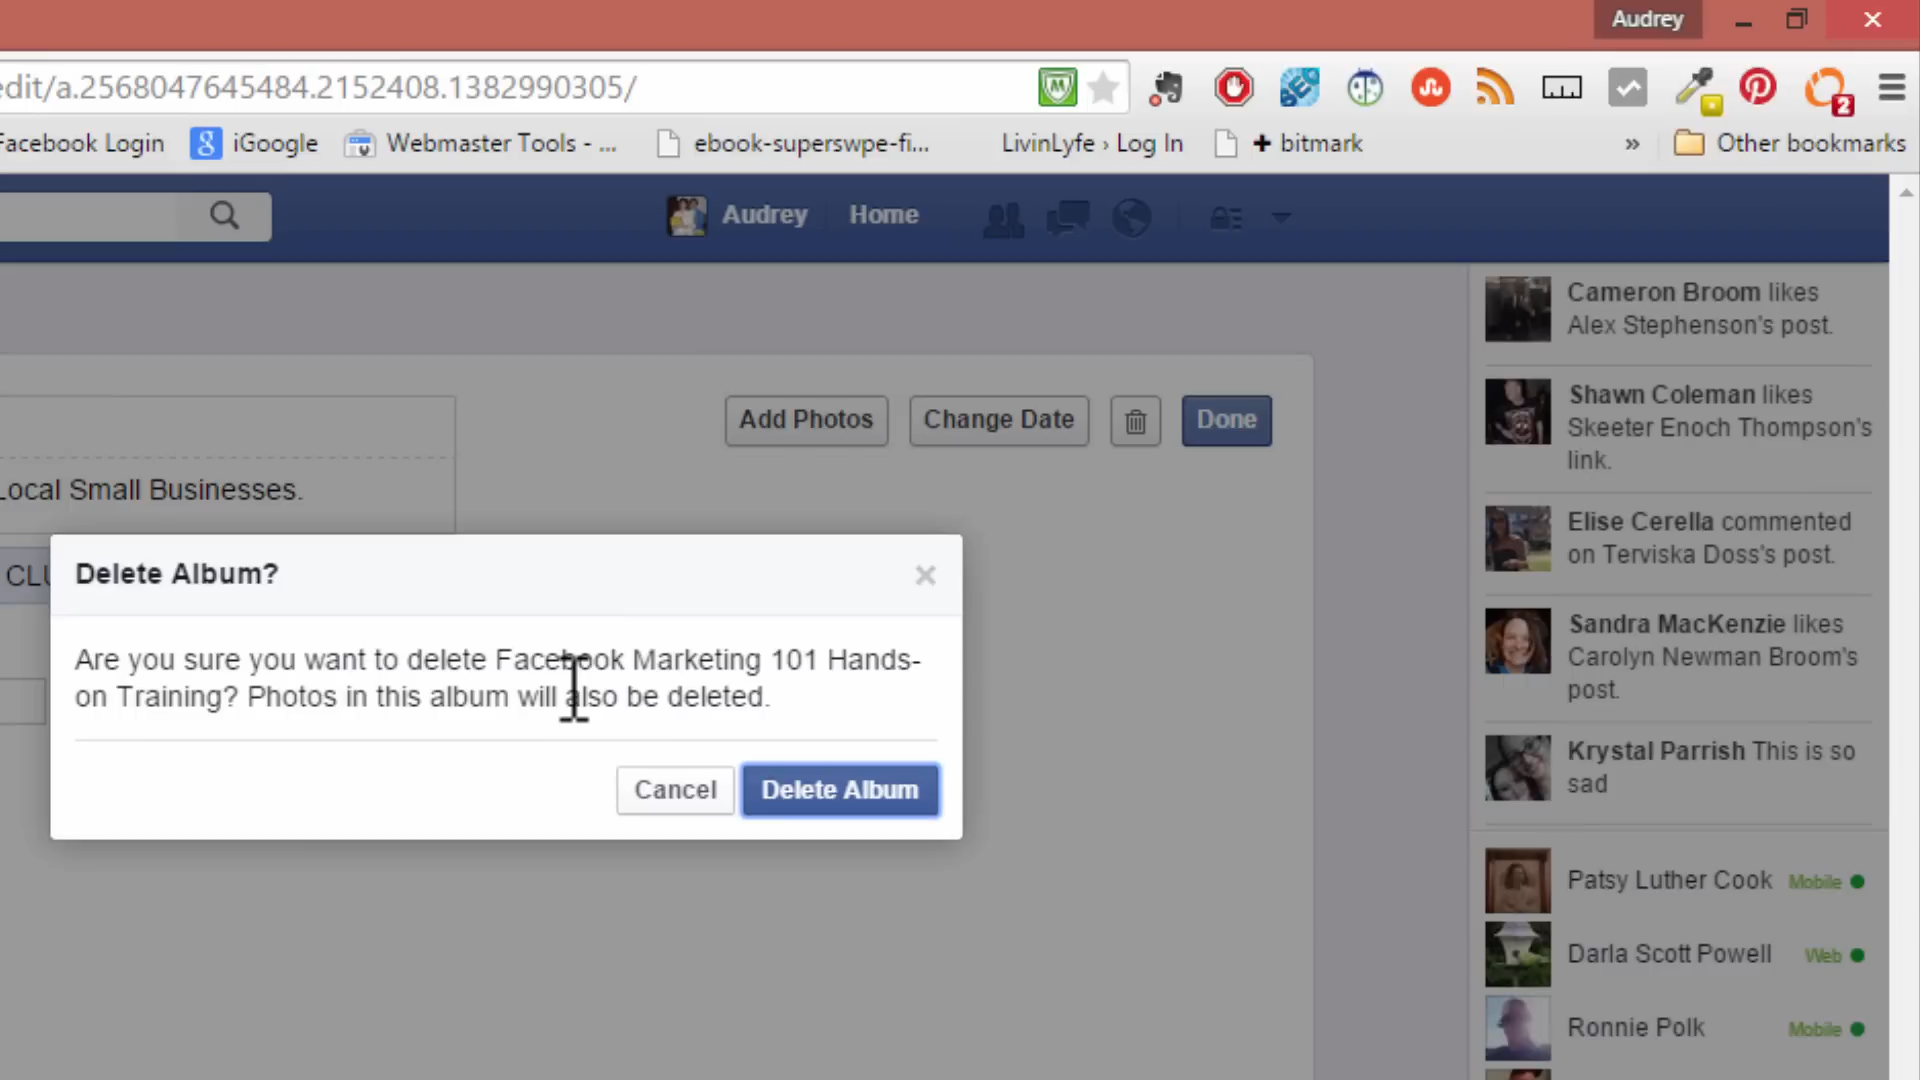 Audrey
edit/a.2568047645484.2152408.1382990305/
2
Facebook Login
iGoogle
Webmaster Tools - ...
ebook-superswpe-fi...
LivinLyfe › Log In
+ bitmark
»
Other bookmarks
Audrey
Home
Cameron Broom likes
Alex Stephenson's post.
Shawn Coleman likes
Skeeter Enoch Thompson's
link.
Elise Cerella commented
on Terviska Doss's post.
Sandra MacKenzie likes
Carolyn Newman Broom's
post.
Krystal Parrish This is so
sad
Patsy Luther Cook Mobile
Darla Scott Powell Web
Ronnie Polk Mobile
Add Photos
Change Date
Done
Local Small Businesses.
Delete Album?
Are you sure you want to delete Facebook Marketing 101 Hands-
on Training? Photos in this album will also be deleted.
Cancel
Delete Album